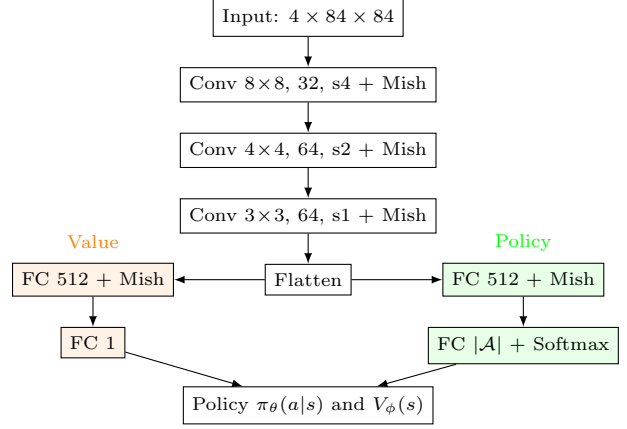 Input: 4 × 84 × 84
Conv 8×8, 32, s4 + Mish
Conv 4×4, 64, s2 + Mish
Conv 3×3, 64, s1 + Mish
Value
Policy
FC 512 + Mish
Flatten
FC 512 + Mish
FC 1
FC |𝒜| + Softmax
Policy π_θ(a|s) and V_ϕ(s)